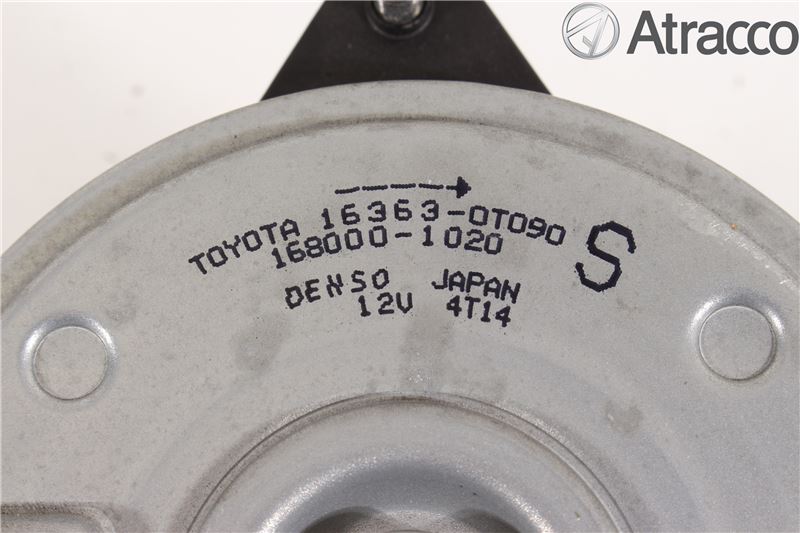 Atracco
TOYOTA 16363-0T090
168000-1020
S
DENSO JAPAN
12V 4T14